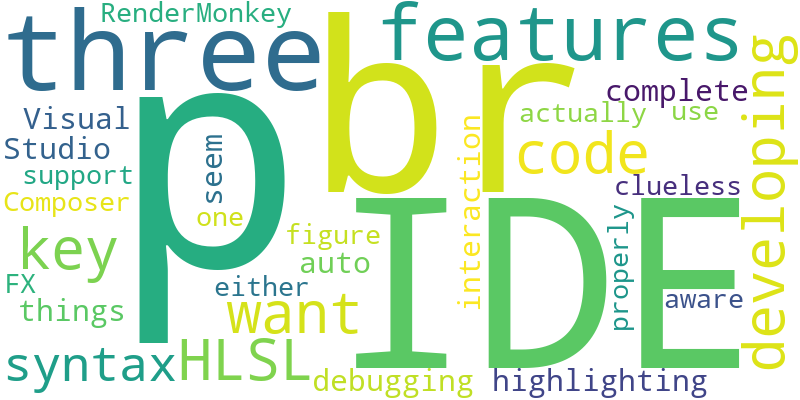 RenderMonkey
three
features
p
br
IDE
developing
complete
Visual
Studio
support
Composer
seem
one
actually
use
code
interaction
clueless
properly
aware
key
figure
auto
FX
things
either
want
syntax
HLSL
debugging
highlighting